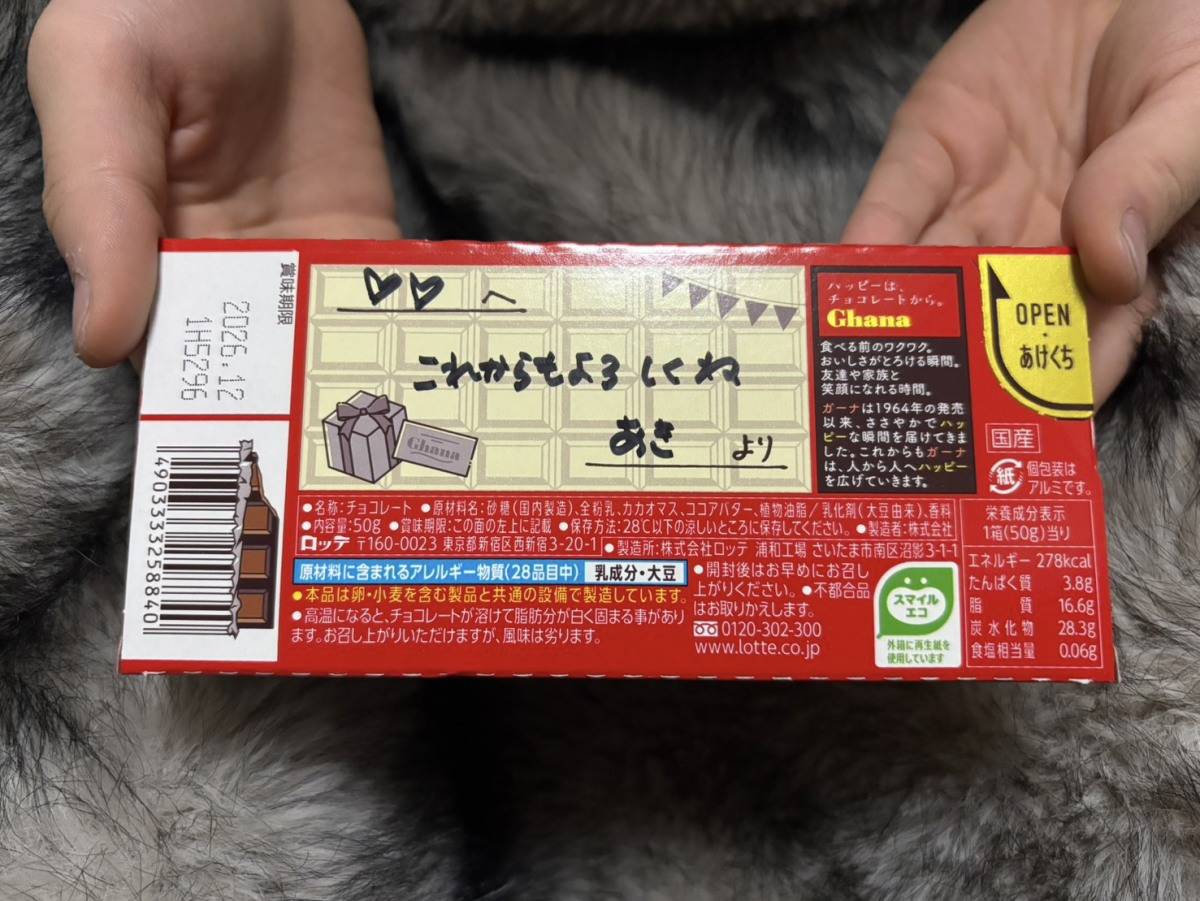 賞味期限
2026.12
1H5296
4903333258840
♡♡ へ
これからもよろしくね
あき より
Ghana
ハッピーは、
チョコレートから。
Ghana
食べる前のワクワク。
おいしさがとろける瞬間。
友達や家族と
笑顔になれる時間。
ガーナは1964年の発売
以来、ささやかでハッ
ピーな瞬間を届けてきま
した。これからもガーナ
は、人から人へハッピー
を広げていきます。
OPEN
・
あけくち
国産
紙 個包装は
アルミです。
●名称:チョコレート ●原材料名:砂糖(国内製造)、全粉乳、カカオマス、ココアバター、植物油脂/乳化剤(大豆由来)、香料
●内容量:50g ●賞味期限:この面の左上に記載 ●保存方法:28℃以下の涼しいところに保存してください。 ●製造者:株式会社
ロッテ 〒160-0023 東京都新宿区西新宿3-20-1 ●製造所:株式会社ロッテ 浦和工場 さいたま市南区沼影3-1-1
原材料に含まれるアレルギー物質(28品目中) 乳成分・大豆
●本品は卵・小麦を含む製品と共通の設備で製造しています。
●高温になると、チョコレートが溶けて脂肪分が白く固まる事があり
ます。お召し上がりいただけますが、風味は劣ります。
●開封後はお早めにお召し
上がりください。●不都合品
はお取りかえします。
0120-302-300
www.lotte.co.jp
スマイル
エコ
外箱に再生紙を
使用しています
栄養成分表示
1箱(50g)当り
エネルギー 278kcal
たんぱく質 3.8g
脂質 16.6g
炭水化物 28.3g
食塩相当量 0.06g